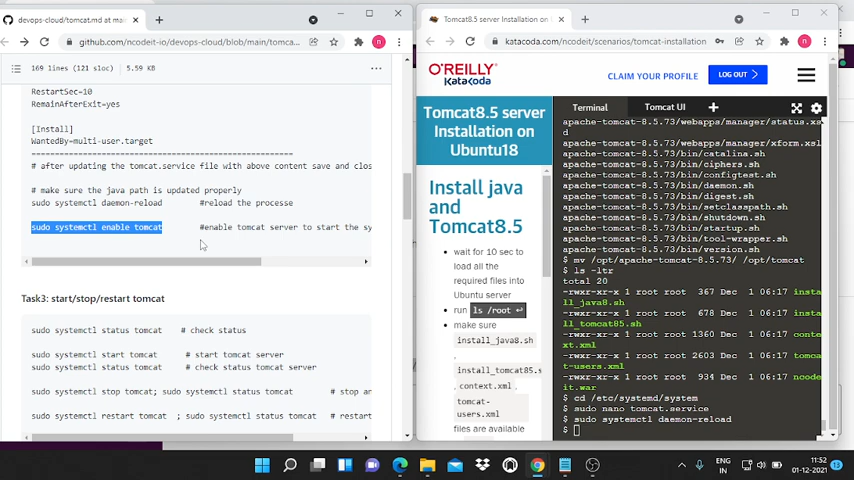 devops-cloud/tomcat.md at main
github.com/ncodeit-io/devops-cloud/blob/main/tomca...
n
169 lines (121 sloc)
5.59 KB
RestartSec=10
RemainAfterExit=yes
[Install]
WantedBy=multi-user.target
--------------------------------------------------------
# after updating the tomcat.service file with above content save and clos
# make sure the java path is updated properly
sudo systemctl daemon-reload #reload the processe
sudo systemctl enable tomcat #enable tomcat server to start the sy
Task3: start/stop/restart tomcat
sudo systemctl status tomcat # check status
sudo systemctl start tomcat # start tomcat server
sudo systemctl status tomcat # check status tomcat server
sudo systemctl stop tomcat; sudo systemctl status tomcat # stop an
sudo systemctl restart tomcat ; sudo systemctl status tomcat # restart
Tomcat8.5 server Installation on U
katacoda.com/ncodeit/scenarios/tomcat-installation
n
O'REILLY®
KataKoda
CLAIM YOUR PROFILE
LOG OUT
Tomcat8.5 server
Installation on
Ubuntu18
Install java
and
Tomcat8.5
wait for 10 sec to
load all the
required files into
Ubuntu server
run ls /root
make sure
install_java8.sh
,
install_tomcat85.s
, context.xml ,
tomcat-
users.xml
files are available
Terminal
Tomcat UI
apache-tomcat-8.5.73/webapps/manager/status.xs
d
apache-tomcat-8.5.73/webapps/manager/xform.xsl
apache-tomcat-8.5.73/bin/catalina.sh
apache-tomcat-8.5.73/bin/ciphers.sh
apache-tomcat-8.5.73/bin/configtest.sh
apache-tomcat-8.5.73/bin/daemon.sh
apache-tomcat-8.5.73/bin/digest.sh
apache-tomcat-8.5.73/bin/setclasspath.sh
apache-tomcat-8.5.73/bin/shutdown.sh
apache-tomcat-8.5.73/bin/startup.sh
apache-tomcat-8.5.73/bin/tool-wrapper.sh
apache-tomcat-8.5.73/bin/version.sh
$ mv /opt/apache-tomcat-8.5.73/ /opt/tomcat
$ ls -ltr
total 20
-rwxr-xr-x 1 root root 367 Dec 1 06:17 insta
ll_java8.sh
-rwxr-xr-x 1 root root 678 Dec 1 06:17 insta
ll_tomcat85.sh
-rwxr-xr-x 1 root root 1360 Dec 1 06:17 conte
xt.xml
-rwxr-xr-x 1 root root 2603 Dec 1 06:17 tomca
t-users.xml
-rwxr-xr-x 1 root root 934 Dec 1 06:17 ncode
it.war
$ cd /etc/systemd/system
$ sudo nano tomcat.service
$ sudo systemctl daemon-reload
$
ENG
IN
11:52
01-12-2021